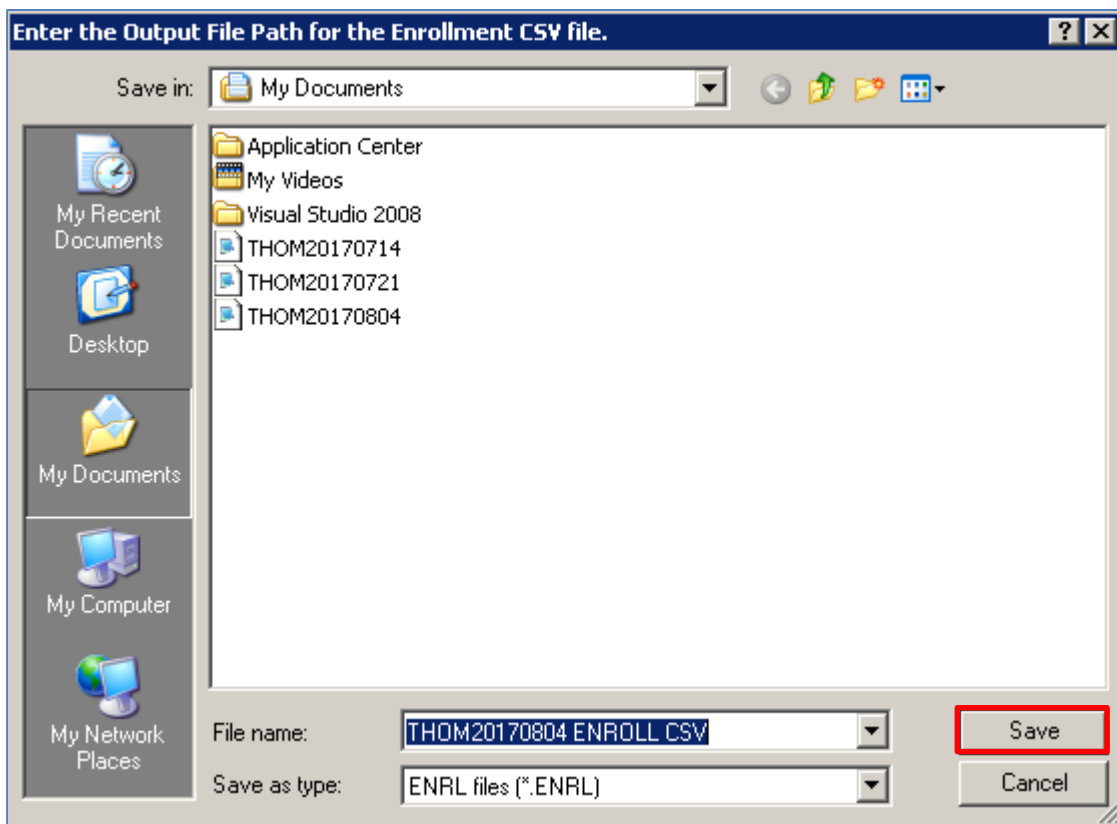 Enter the Output File Path for the Enrollment CSV file.
Save in:
My Documents
My Recent
Documents
Desktop
My Documents
My Computer
My Network
Places
Application Center
My Videos
Visual Studio 2008
THOM20170714
THOM20170721
THOM20170804
File name:
THOM20170804 ENROLL CSV
Save
Save as type:
ENRL files (*.ENRL)
Cancel